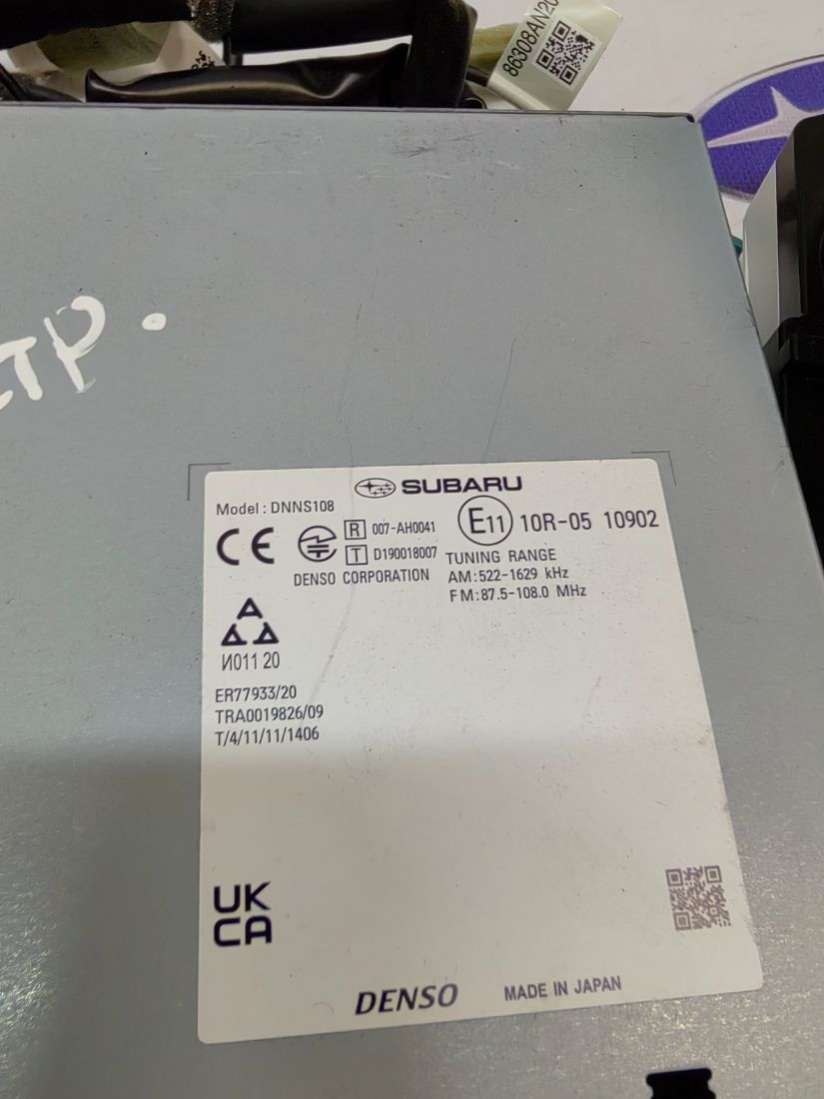 86308AN20
TP.
SUBARU
Model : DNNS108
CE
R 007-AH0041
T D190018007
DENSO CORPORATION
E11 10R-05 10902
TUNING RANGE
AM:522-1629 kHz
FM:87.5-108.0 MHz
A
И011 20
ER77933/20
TRA0019826/09
T/4/11/11/1406
UK
CA
DENSO MADE IN JAPAN